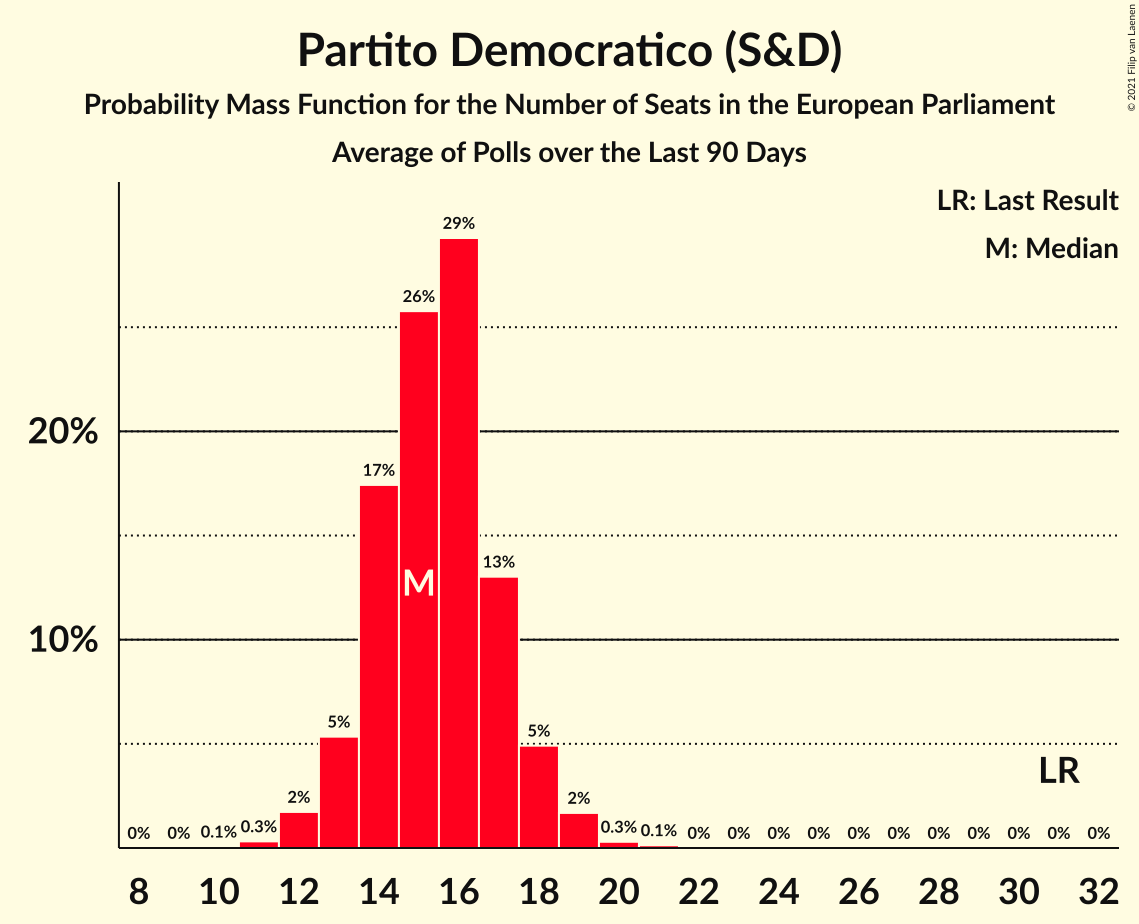 Partito Democratico (S&D)
Probability Mass Function for the Number of Seats in the European Parliament
Average of Polls over the Last 90 Days
© 2021 Filip van Laenen
LR: Last Result
M: Median
20%
10%
0% 0% 0.1% 0.3% 2% 5% 17% 26% 29% 13% 5% 2% 0.3% 0.1% 0% 0% 0% 0% 0% 0% 0% 0% 0% 0% 0%
M
LR
8 10 12 14 16 18 20 22 24 26 28 30 32